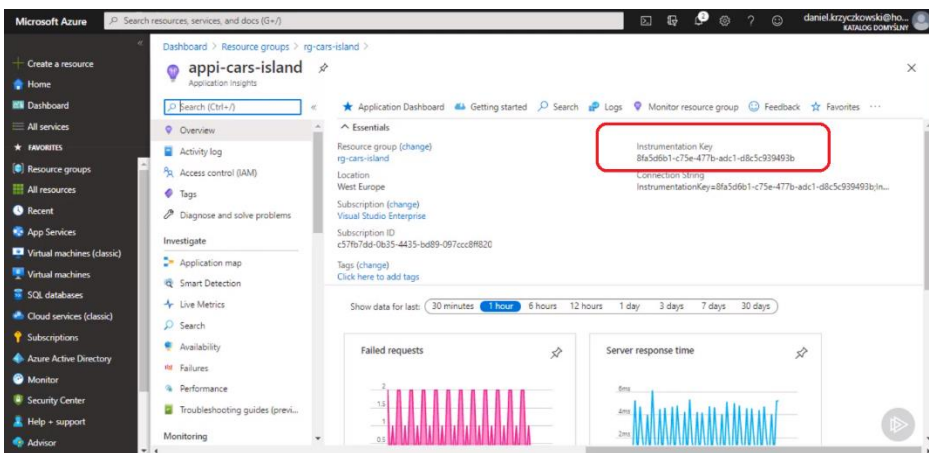 Microsoft Azure
Search resources, services, and docs (G+/)
daniel.krzyczkowski@ho...
KATALOG DOMYŚLNY
Create a resource
Home
Dashboard
All services
FAVORITES
Resource groups
All resources
Recent
App Services
Virtual machines (classic)
Virtual machines
SQL databases
Cloud services (classic)
Subscriptions
Azure Active Directory
Monitor
Security Center
Help + support
Advisor
Dashboard > Resource groups > rg-cars-island >
appi-cars-island
Application Insights
Search (Ctrl+/)
Overview
Activity log
Access control (IAM)
Tags
Diagnose and solve problems
Investigate
Application map
Smart Detection
Live Metrics
Search
Availability
Failures
Performance
Troubleshooting guides (previ...
Monitoring
Application Dashboard Getting started Search Logs Monitor resource group Feedback Favorites ...
Essentials
Resource group (change)
rg-cars-island
Location
West Europe
Subscription (change)
Visual Studio Enterprise
Subscription ID
c57fb7dd-0b35-4435-bd89-097ccc8ff820
Tags (change)
Click here to add tags
Instrumentation Key
8fa5d6b1-c75e-477b-adc1-d8c5c939493b
Connection String
InstrumentationKey=8fa5d6b1-c75e-477b-adc1-d8c5c939493b;In...
Show data for last: 30 minutes 1 hour 6 hours 12 hours 1 day 3 days 7 days 30 days
Failed requests
2
1.5
1
0.5
Server response time
6ms
4ms
2ms